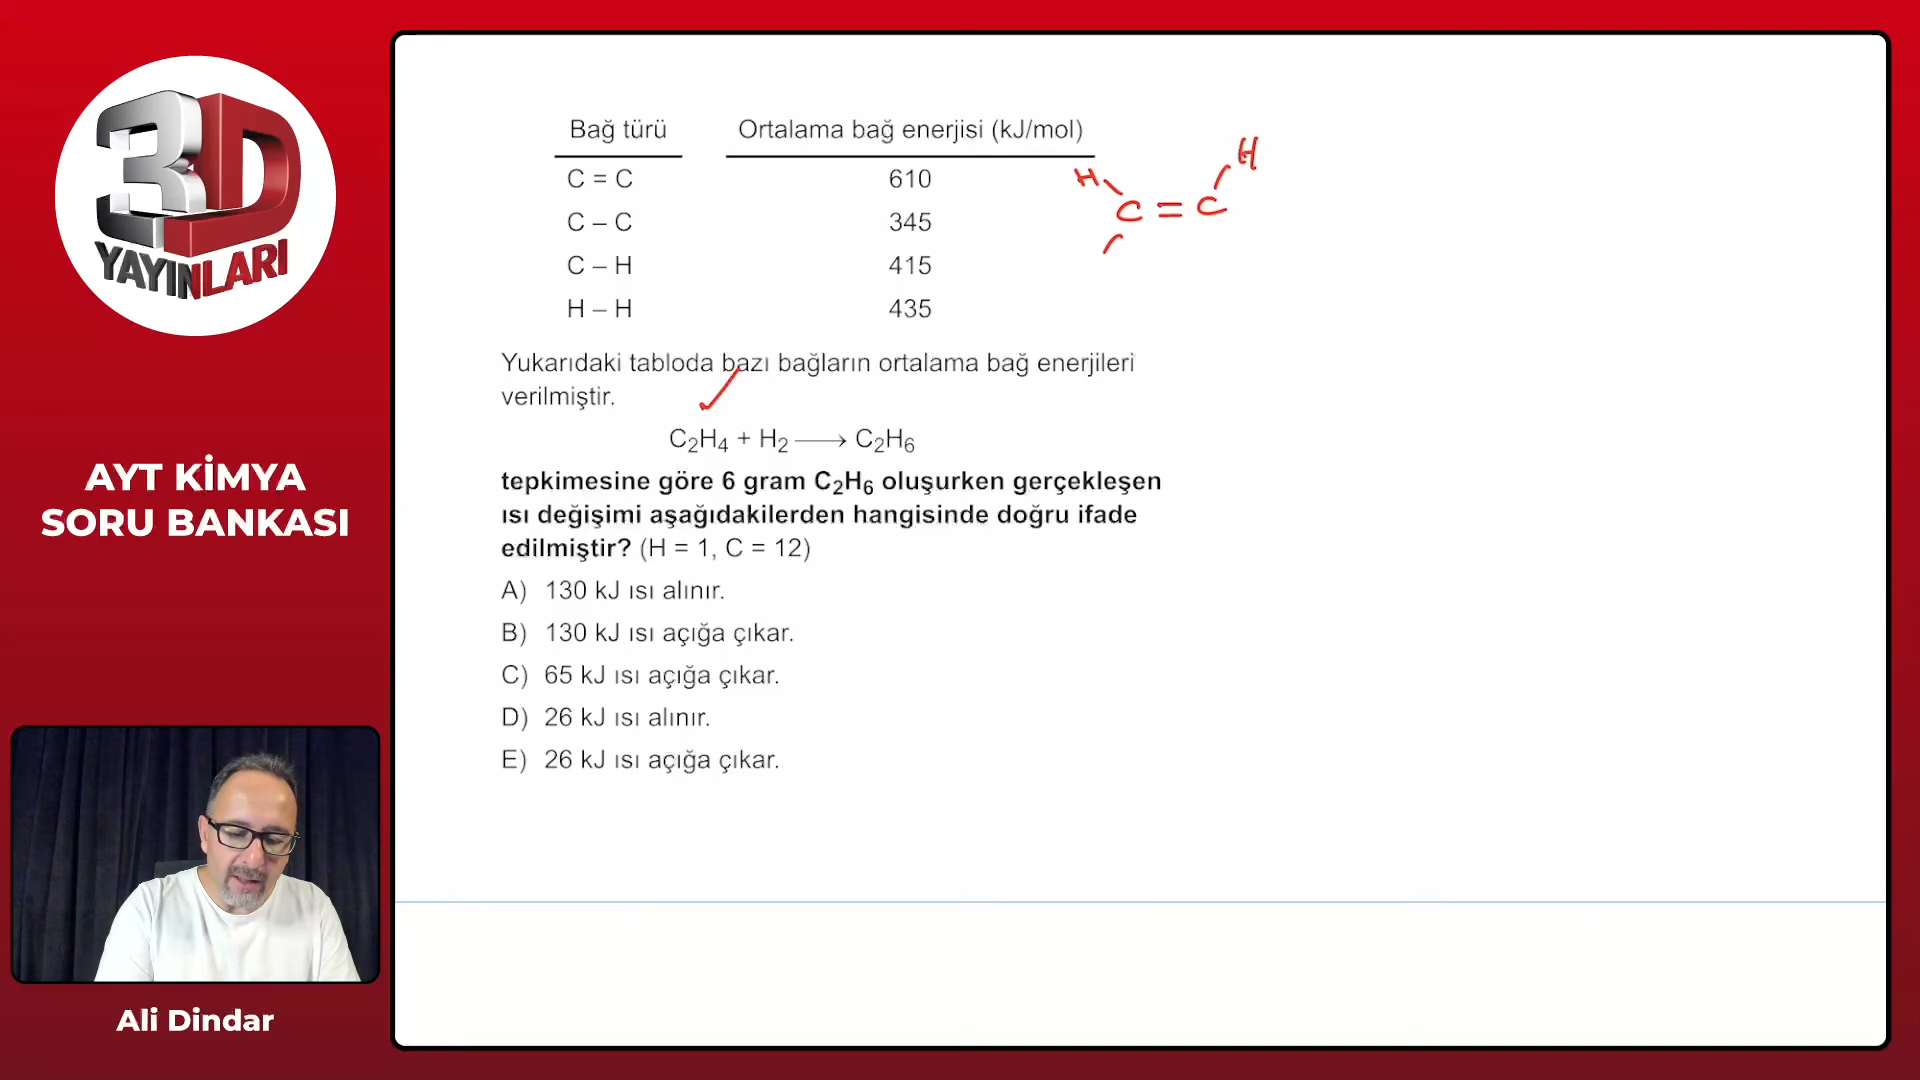 3D
YAYINLARI
AYT KİMYA
SORU BANKASI
Ali Dindar
Bağ türü Ortalama bağ enerjisi (kJ/mol)
C = C 610
C – C 345
C – H 415
H – H 435
H H
C = C
Yukarıdaki tabloda bazı bağların ortalama bağ enerjileri
verilmiştir.
C₂H₄ + H₂ ⟶ C₂H₆
tepkimesine göre 6 gram C₂H₆ oluşurken gerçekleşen
ısı değişimi aşağıdakilerden hangisinde doğru ifade
edilmiştir? (H = 1, C = 12)
A) 130 kJ ısı alınır.
B) 130 kJ ısı açığa çıkar.
C) 65 kJ ısı açığa çıkar.
D) 26 kJ ısı alınır.
E) 26 kJ ısı açığa çıkar.